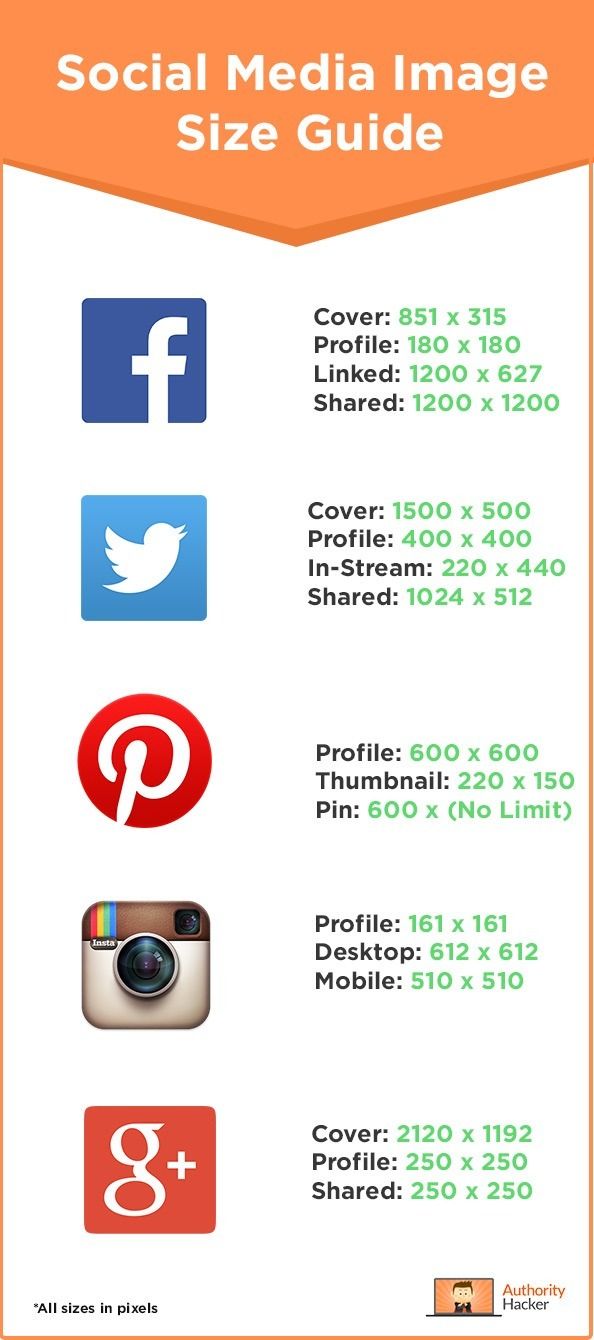 Social Media Image
Size Guide
f
Cover: 851 x 315
Profile: 180 x 180
Linked: 1200 x 627
Shared: 1200 x 1200
Cover: 1500 x 500
Profile: 400 x 400
In-Stream: 220 x 440
Shared: 1024 x 512
Profile: 600 x 600
Thumbnail: 220 x 150
Pin: 600 x (No Limit)
Insta
Profile: 161 x 161
Desktop: 612 x 612
Mobile: 510 x 510
g+
Cover: 2120 x 1192
Profile: 250 x 250
Shared: 250 x 250
*All sizes in pixels
Authority
Hacker